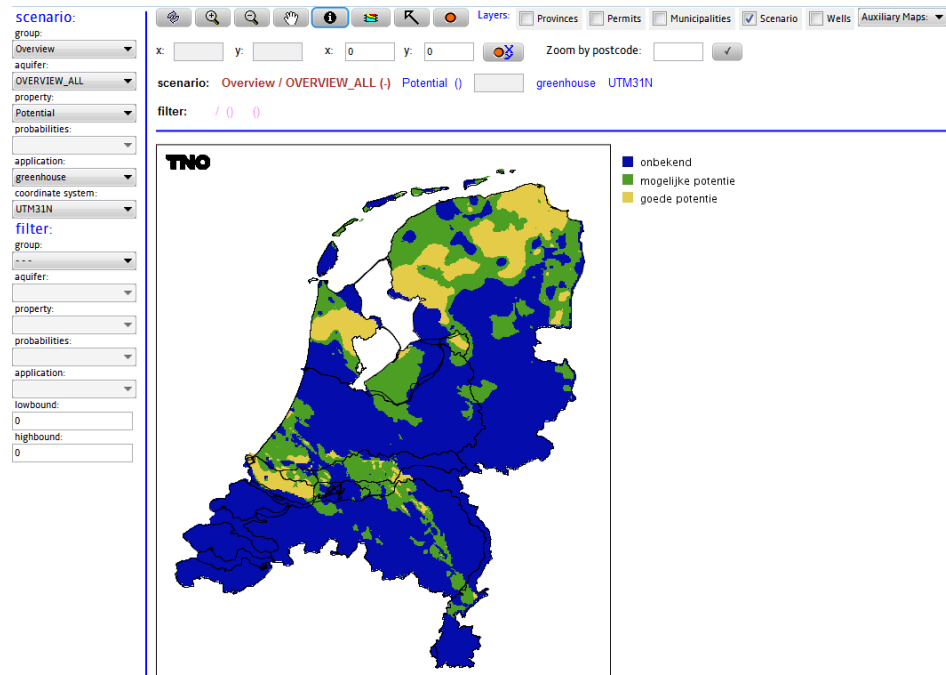 scenario:
group:
Overview
aquifer:
OVERVIEW_ALL
property:
Potential
probabilities:
application:
greenhouse
coordinate system:
UTM31N
filter:
group:
- - -
aquifer:
property:
probabilities:
application:
lowbound:
0
highbound:
0
Layers: Provinces Permits Municipalities Scenario Wells Auxiliary Maps:
x: y: x: 0 y: 0 Zoom by postcode:
scenario: Overview / OVERVIEW_ALL (-) Potential () greenhouse UTM31N
filter: / () ()
TNO
onbekend
mogelijke potentie
goede potentie